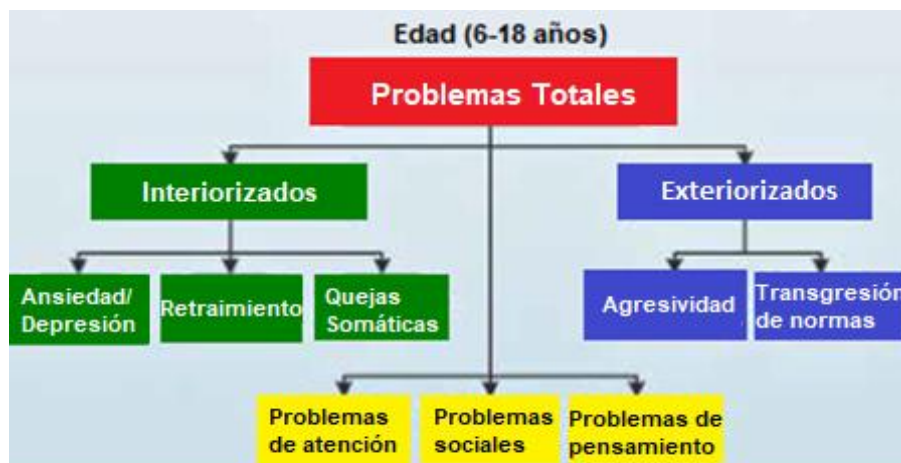 Edad (6-18 años)
Problemas Totales
Interiorizados
Exteriorizados
Ansiedad/
Depresión
Retraimiento
Quejas
Somáticas
Agresividad
Transgresión
de normas
Problemas
de atención
Problemas
sociales
Problemas de
pensamiento